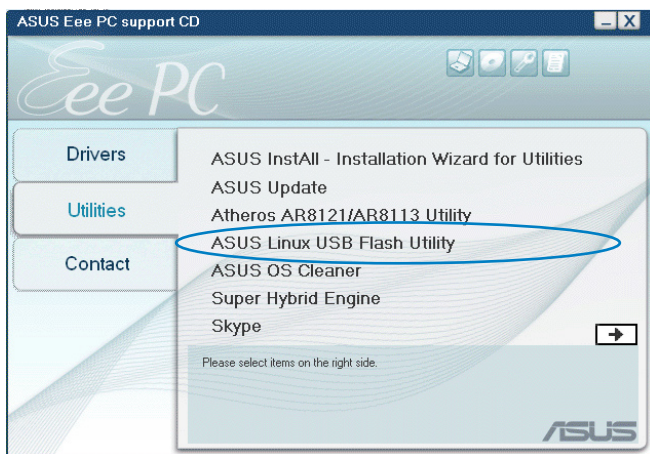 ASUS Eee PC support CD
Eee PC
Drivers
Utilities
Contact
ASUS InstAll - Installation Wizard for Utilities
ASUS Update
Atheros AR8121/AR8113 Utility
ASUS Linux USB Flash Utility
ASUS OS Cleaner
Super Hybrid Engine
Skype
Please select items on the right side.
ASUS